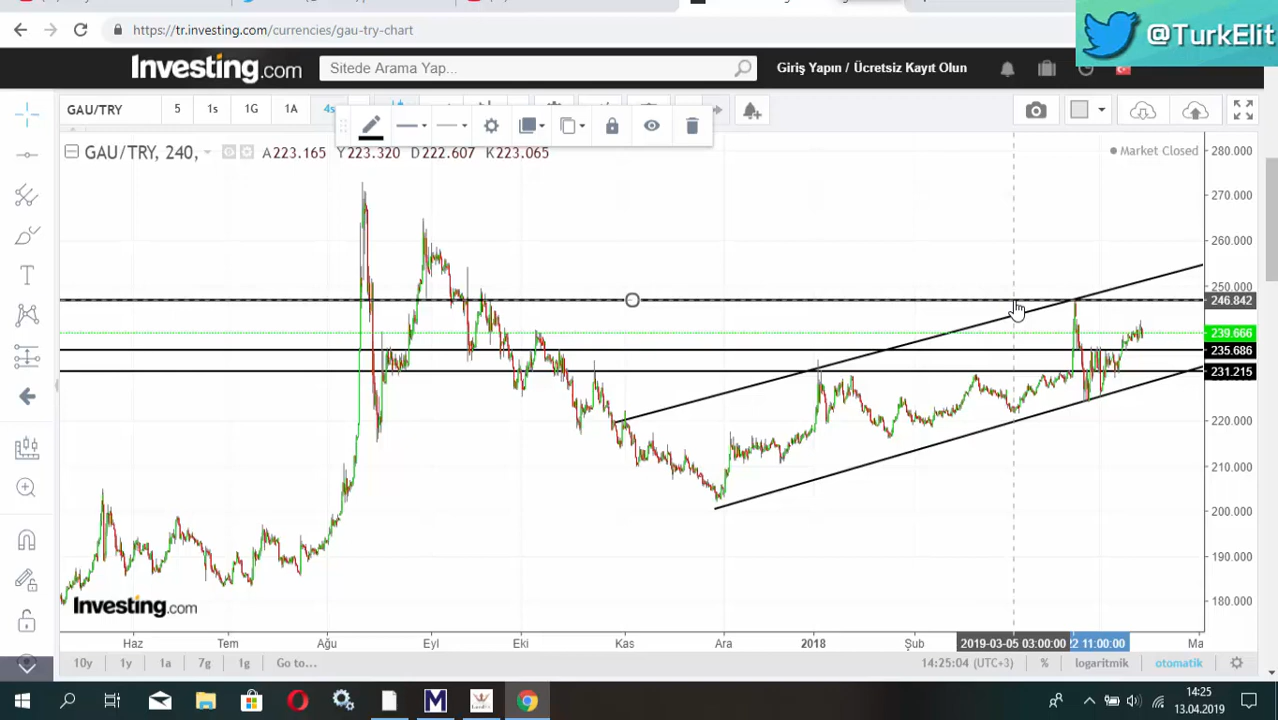 https://tr.investing.com/currencies/gau-try-chart
@TurkElit
Investing.com
Sitede Arama Yap...
Giriş Yapın / Ücretsiz Kayıt Olun
GAU/TRY
5
1s
1G
1A
4s
GAU/TRY, 240,
A223.165 Y223.320 D222.607 K223.065
Market Closed
280.000
270.000
260.000
250.000
246.842
239.666
235.686
231.215
220.000
210.000
200.000
190.000
180.000
Investing.com
Haz
Tem
Ağu
Eyl
Eki
Kas
Ara
2018
Şub
2019-03-05 03:00:00
22 11:00:00
Ma
10y
1y
1a
7g
1g
Go to...
14:25:04 (UTC+3)
%
logaritmik
otomatik
14:25
13.04.2019